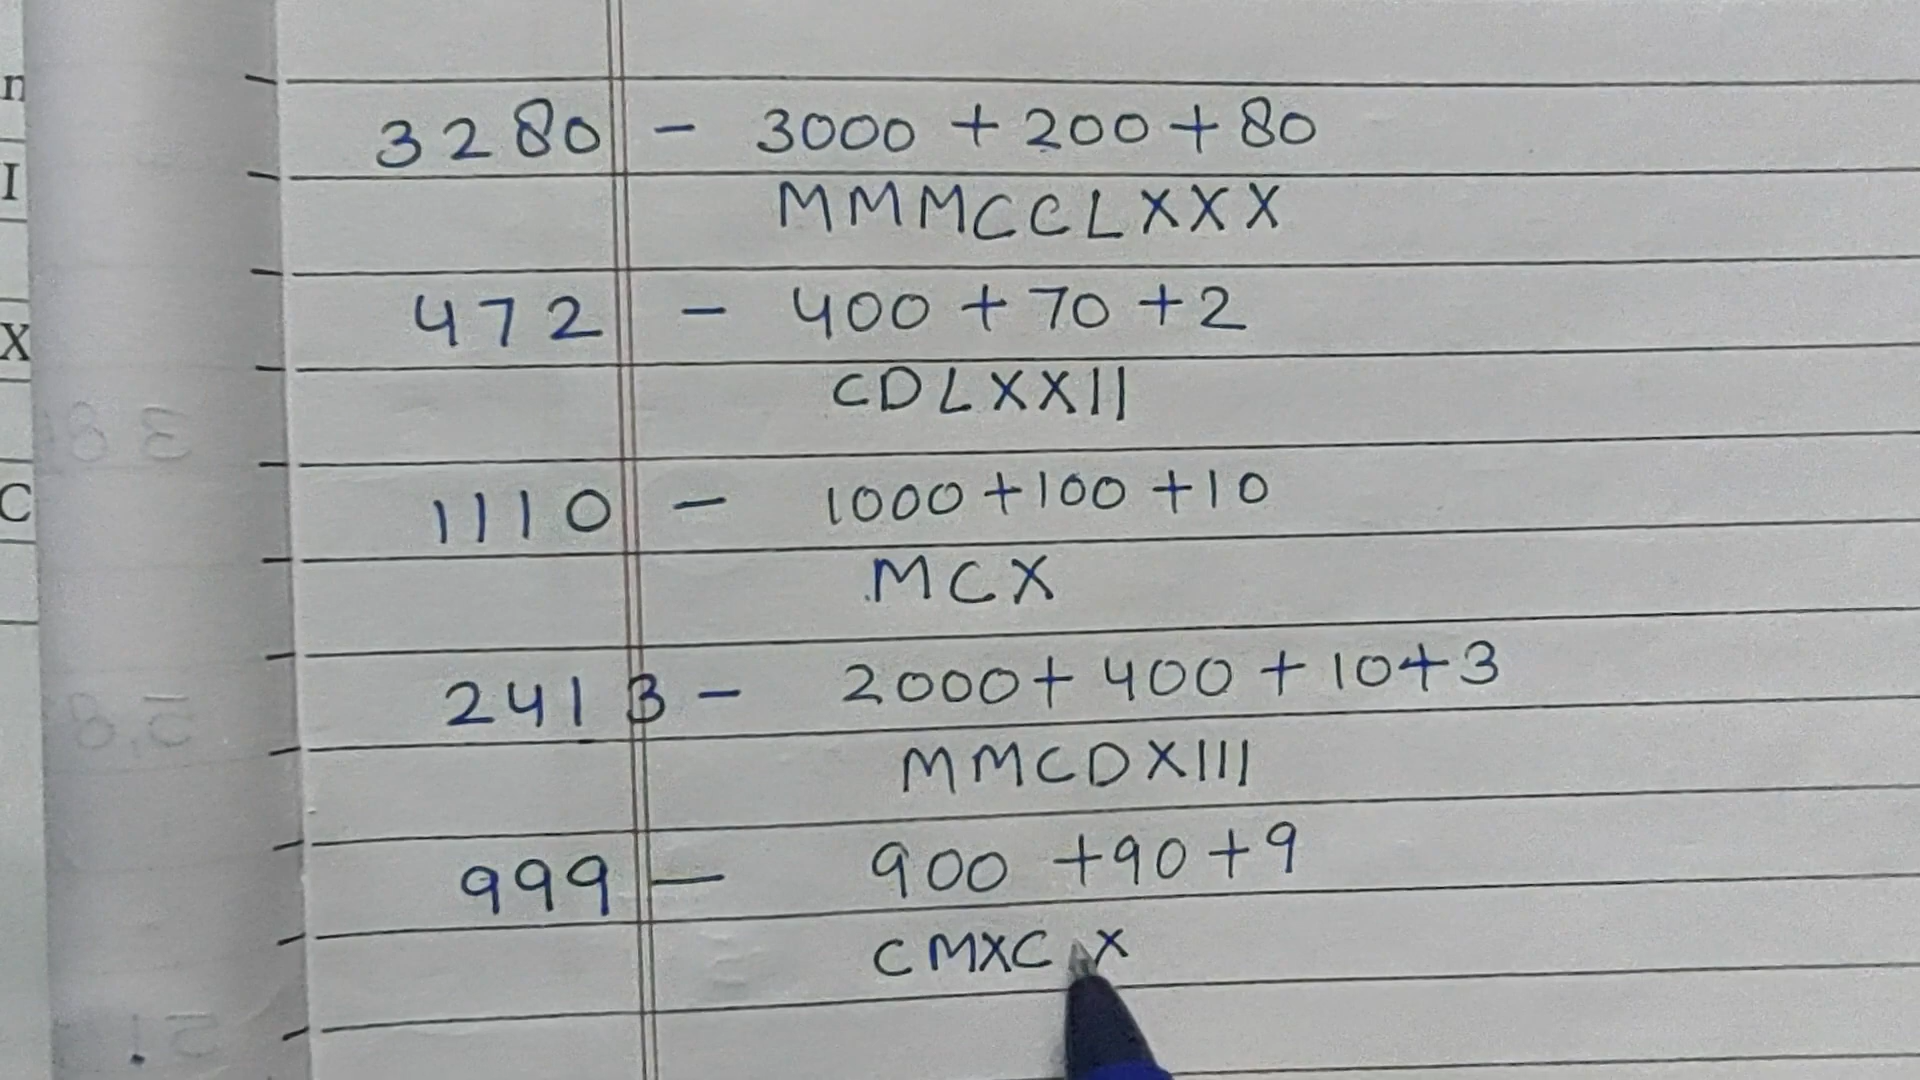 3280 - 3000 + 200 + 80
MMMCCLXXX
472 - 400 + 70 + 2
CDLXXII
1110 - 1000 + 100 + 10
MCX
2413 - 2000 + 400 + 10 + 3
MMCDXIII
999 - 900 + 90 + 9
CMXC X
I
X
C